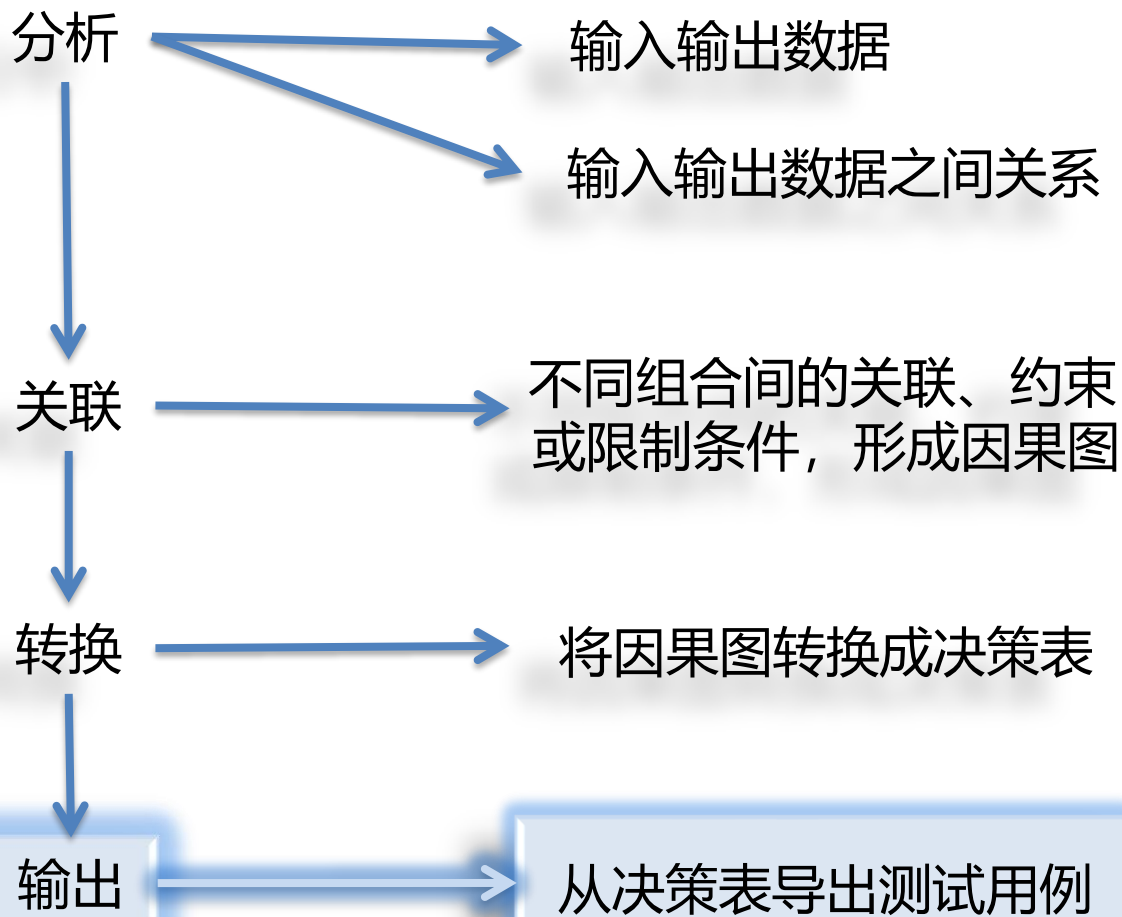 分析
输入输出数据
输入输出数据之间关系
关联
不同组合间的关联、约束
或限制条件，形成因果图
转换
将因果图转换成决策表
输出
从决策表导出测试用例